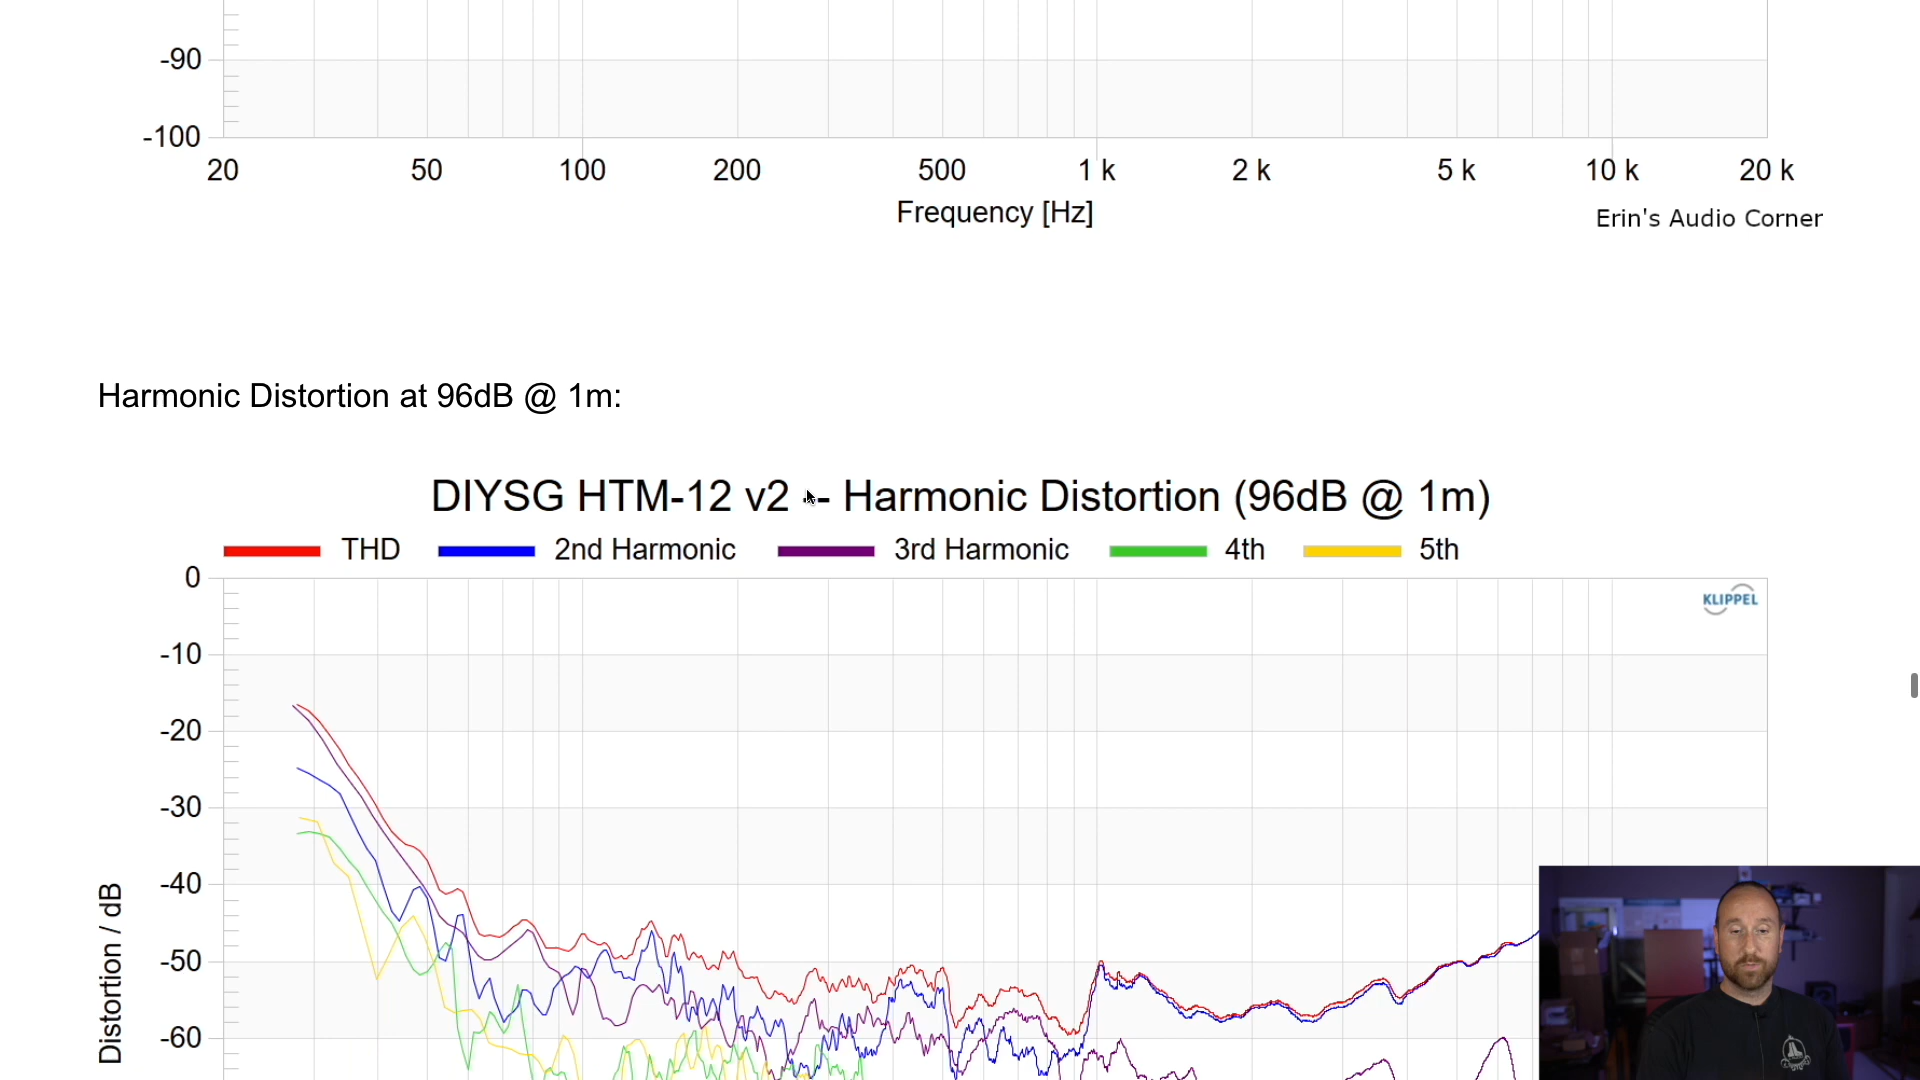 -90
-100
20 50 100 200 500 1 k 2 k 5 k 10 k 20 k
Frequency [Hz]
Erin's Audio Corner
Harmonic Distortion at 96dB @ 1m:
DIYSG HTM-12 v2 -- Harmonic Distortion (96dB @ 1m)
THD 2nd Harmonic 3rd Harmonic 4th 5th
0
KLIPPEL
-10
-20
-30
-40
-50
-60
Distortion / dB